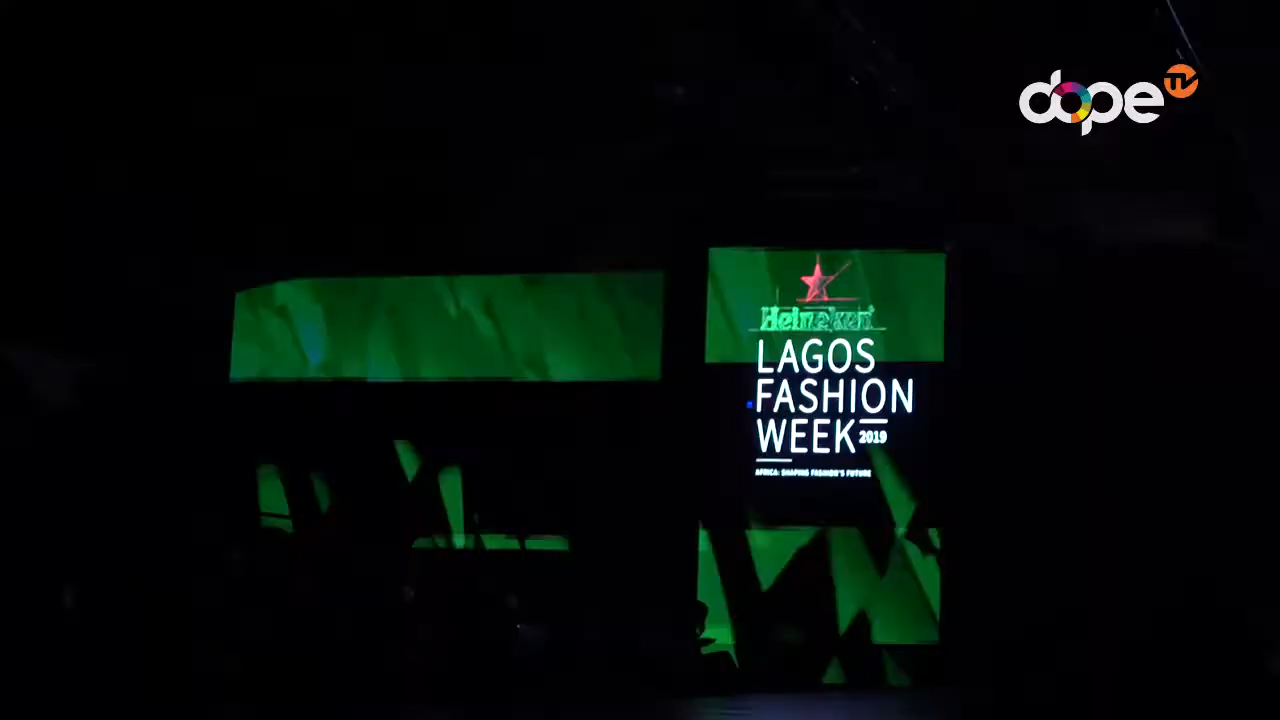 dope TV
Heineken
LAGOS
FASHION
WEEK 2019
AFRICA: SHAPING FASHION'S FUTURE